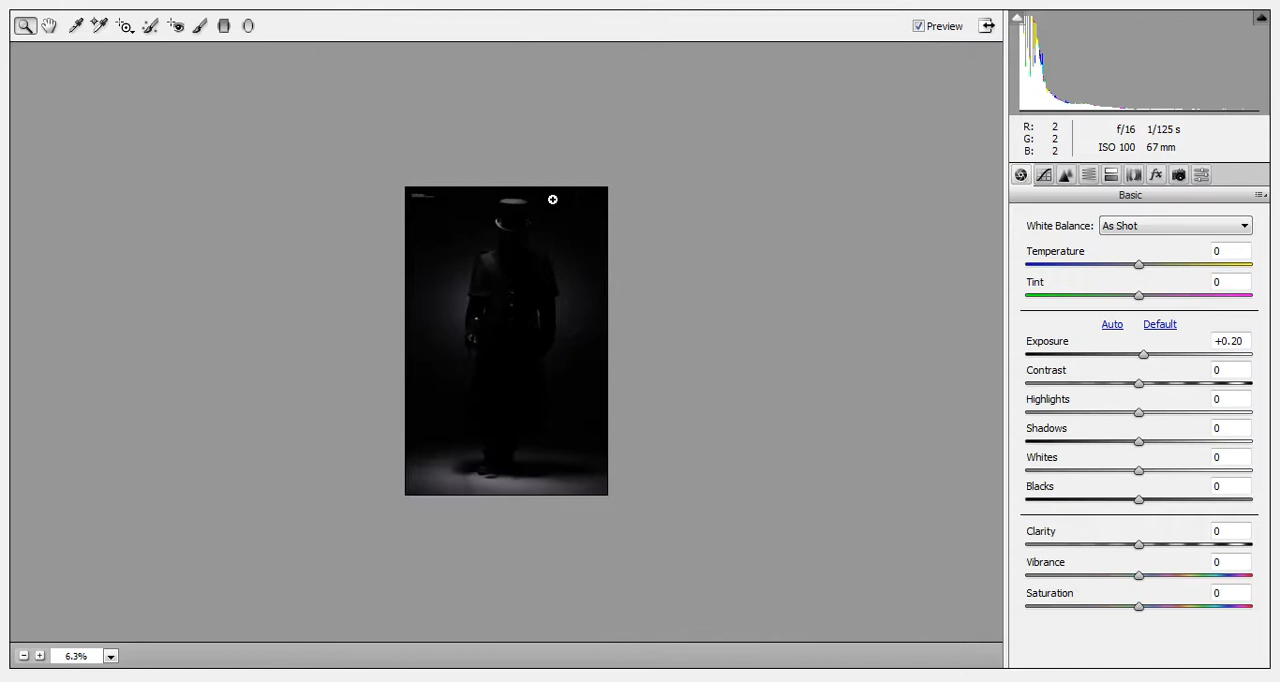 Preview
R: 2
G: 2
B: 2
f/16 1/125 s
ISO 100 67 mm
fx
Basic
White Balance: As Shot
Temperature 0
Tint 0
Auto Default
Exposure +0.20
Contrast 0
Highlights 0
Shadows 0
Whites 0
Blacks 0
Clarity 0
Vibrance 0
Saturation 0
6.3%